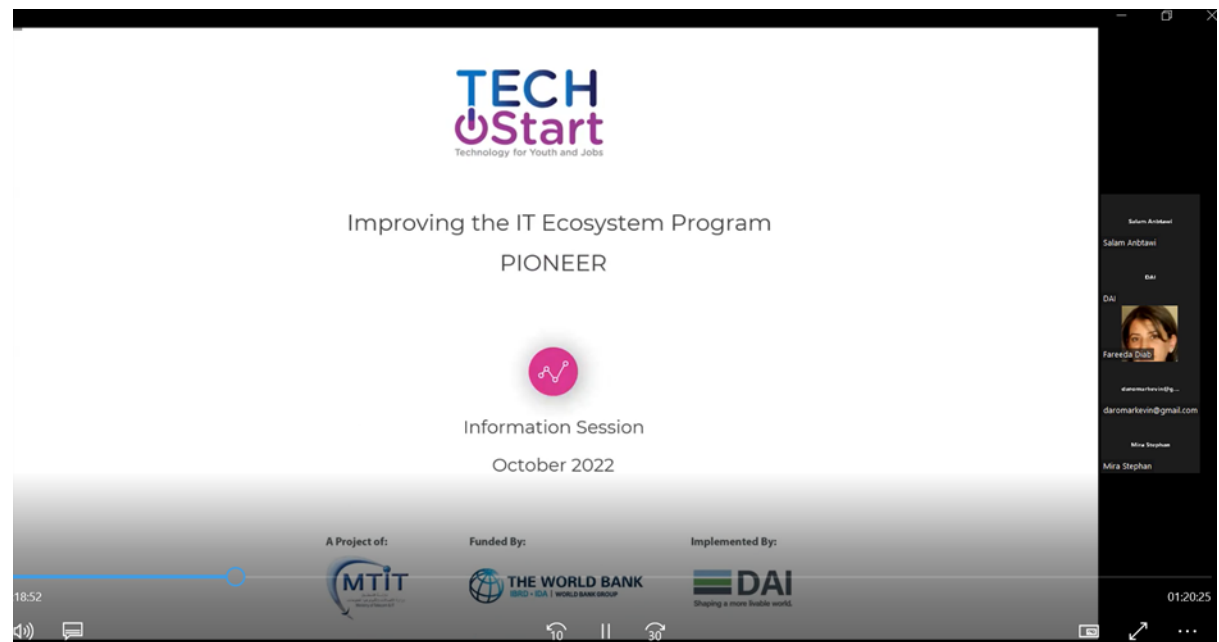 TECH
Start
Technology for Youth and Jobs
Improving the IT Ecosystem Program
PIONEER
Information Session
October 2022
A Project of:
Funded By:
Implemented By:
MTIT
THE WORLD BANK
IBRD • IDA | WORLD BANK GROUP
DAI
Shaping a more livable world.
Salam Anbtawi
Salam Anbtawi
DAI
DAI
Fareeda Diab
daromarkevin@g...
daromarkevin@gmail.com
Mira Stephan
Mira Stephan
18:52
01:20:25
10
30